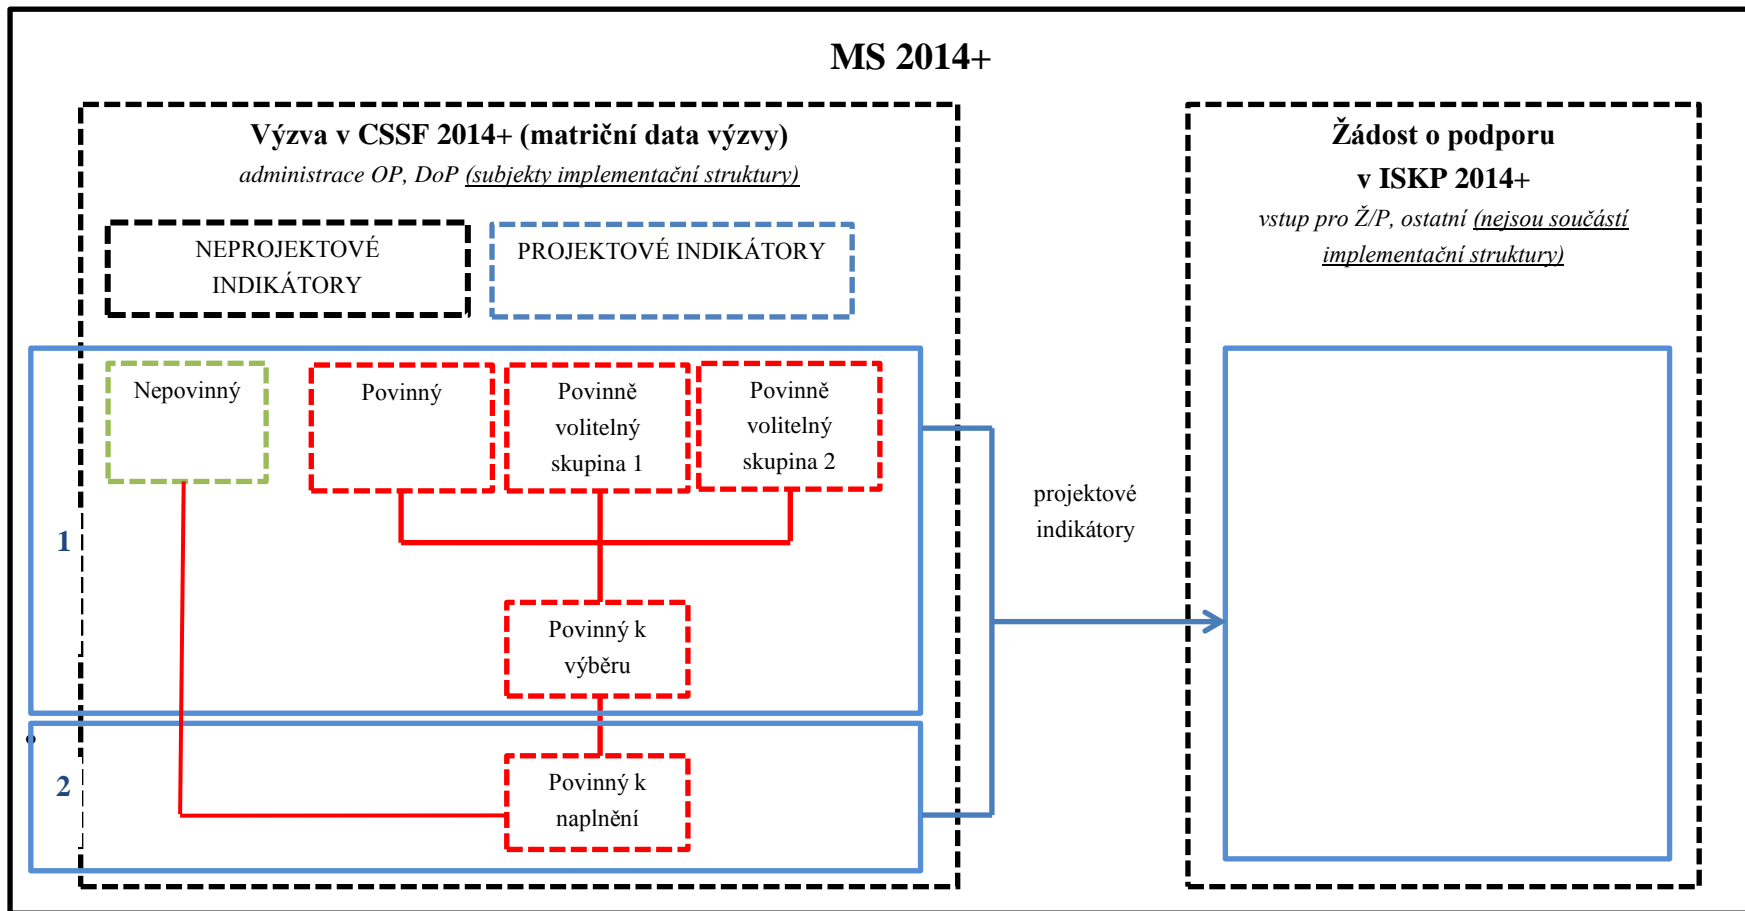 MS 2014+
Výzva v CSSF 2014+ (matriční data výzvy)
administrace OP, DoP (subjekty implementační struktury)
NEPROJEKTOVÉ
INDIKÁTORY
PROJEKTOVÉ INDIKÁTORY
Žádost o podporu
v ISKP 2014+
vstup pro Ž/P, ostatní (nejsou součástí
implementační struktury)
Nepovinný
Povinný
Povinně
volitelný
skupina 1
Povinně
volitelný
skupina 2
1
projektové
indikátory
Povinný k
výběru
2
Povinný k
naplnění